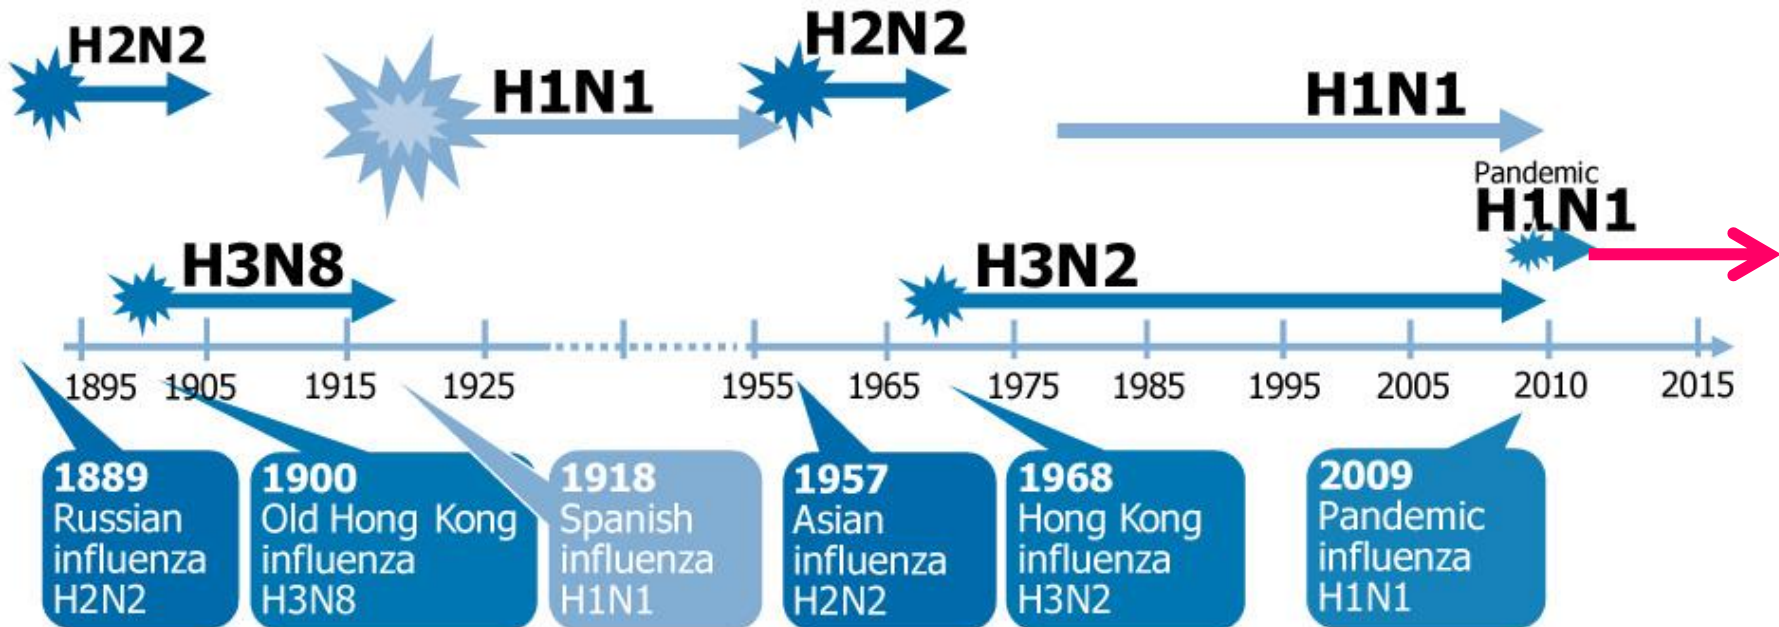 H2N2
H1N1
H2N2
H1N1
Pandemic
H1N1
H3N8
H3N2
1895 1905 1915 1925 1955 1965 1975 1985 1995 2005 2010 2015
1889
Russian
influenza
H2N2
1900
Old Hong Kong
influenza
H3N8
1918
Spanish
influenza
H1N1
1957
Asian
influenza
H2N2
1968
Hong Kong
influenza
H3N2
2009
Pandemic
influenza
H1N1